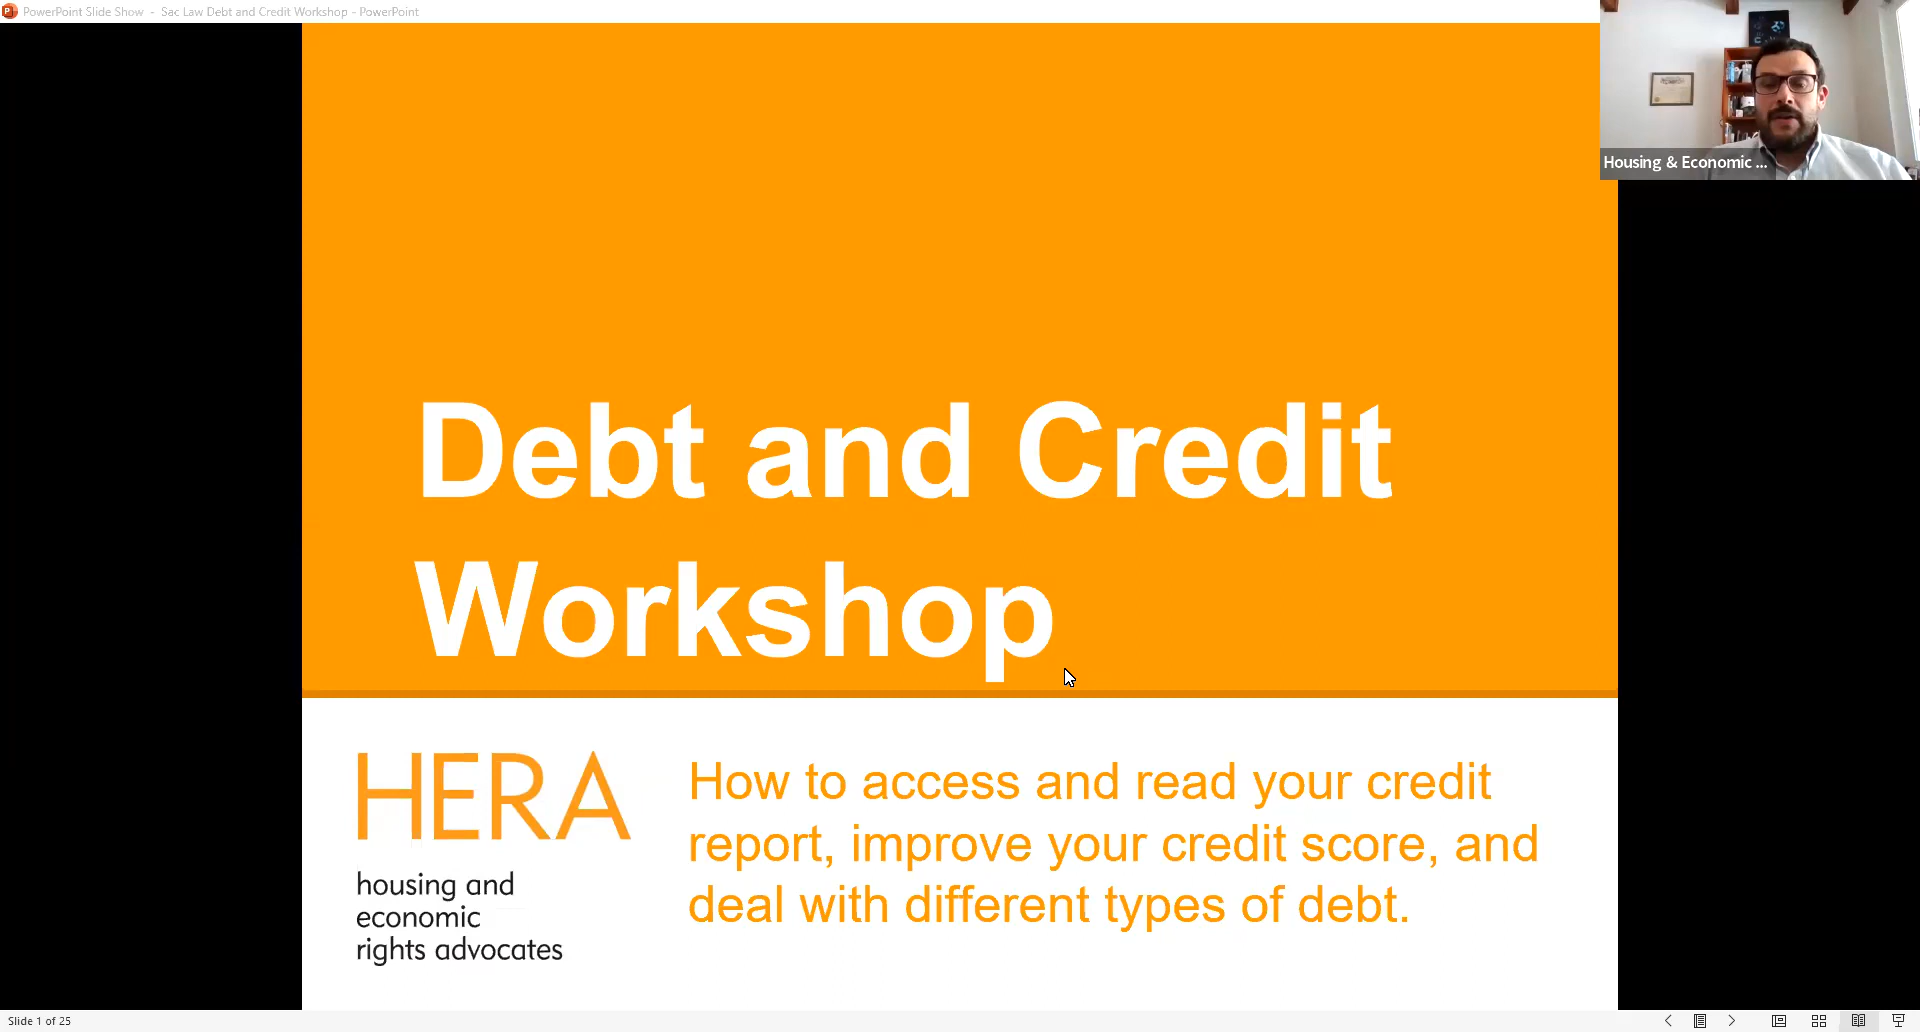 PowerPoint Slide Show - Sac Law Debt and Credit Workshop - PowerPoint
Housing & Economic ...
Debt and Credit
Workshop
HERA
housing and
economic
rights advocates
How to access and read your credit
report, improve your credit score, and
deal with different types of debt.
Slide 1 of 25